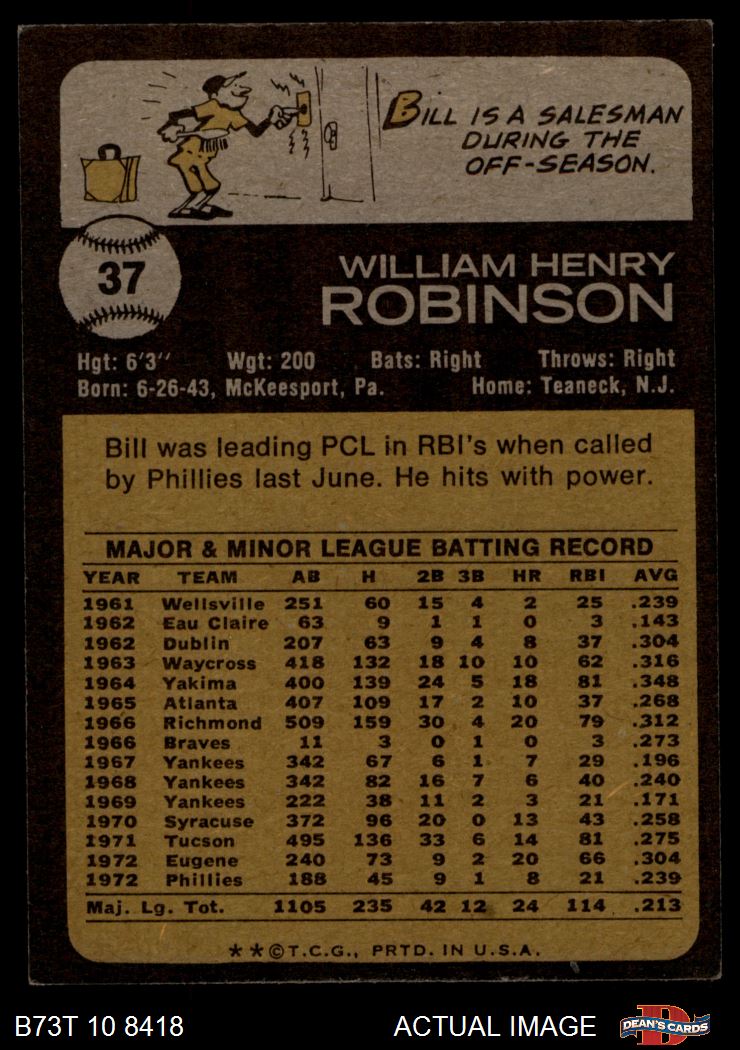 BILL IS A SALESMAN
DURING THE
OFF-SEASON.
37
WILLIAM HENRY
ROBINSON
Hgt: 6'3" Wgt: 200 Bats: Right Throws: Right
Born: 6-26-43, McKeesport, Pa. Home: Teaneck, N.J.
Bill was leading PCL in RBI's when called
by Phillies last June. He hits with power.
MAJOR & MINOR LEAGUE BATTING RECORD
YEAR TEAM AB H 2B 3B HR RBI AVG
1961 Wellsville 251 60 15 4 2 25 .239
1962 Eau Claire 63 9 1 1 0 3 .143
1962 Dublin 207 63 9 4 8 37 .304
1963 Waycross 418 132 18 10 10 62 .316
1964 Yakima 400 139 24 5 18 81 .348
1965 Atlanta 407 109 17 2 10 37 .268
1966 Richmond 509 159 30 4 20 79 .312
1966 Braves 11 3 0 1 0 3 .273
1967 Yankees 342 67 6 1 7 29 .196
1968 Yankees 342 82 16 7 6 40 .240
1969 Yankees 222 38 11 2 3 21 .171
1970 Syracuse 372 96 20 0 13 43 .258
1971 Tucson 495 136 33 6 14 81 .275
1972 Eugene 240 73 9 2 20 66 .304
1972 Phillies 188 45 9 1 8 21 .239
Maj. Lg. Tot. 1105 235 42 12 24 114 .213
**©T.C.G., PRTD. IN U.S.A.
B73T 10 8418 ACTUAL IMAGE D DEAN'S CARDS